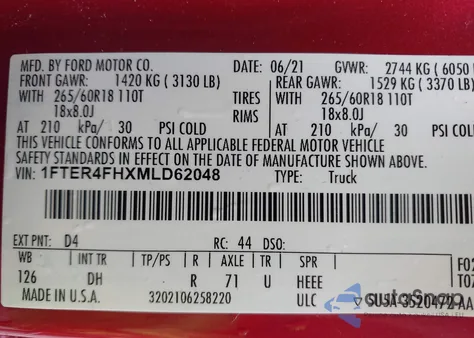 MFD. BY FORD MOTOR CO. 06/21 GVWR: 2744 KG ( 6050
FRONT GAWR: 1420 KG ( 3130 LB) REAR GAWR: 1529 KG ( 3370 LB)
WITH 265/60R18 110T TIRES WITH 265/60R18 110T
18x8.0J RIMS 18x8.0J
AT 210 kPa/ 30 PSI COLD AT 210 kPa/ 30 PSI COLD
THIS VEHICLE CONFORMS TO ALL APPLICABLE FEDERAL MOTOR VEHICLE
SAFETY STANDARDS IN EFFECT ON THE DATE OF MANUFACTURE SHOWN ABOVE.
VIN: 1FTER4FHXMLD62048 TYPE: Truck
EXT PNT: D4 RC: 44 DSO:
WB INT TR TP/PS R AXLE TR SPR F02
126 DH R 71 U HEEE T07
MADE IN U.S.A. 3202106258220 ULC